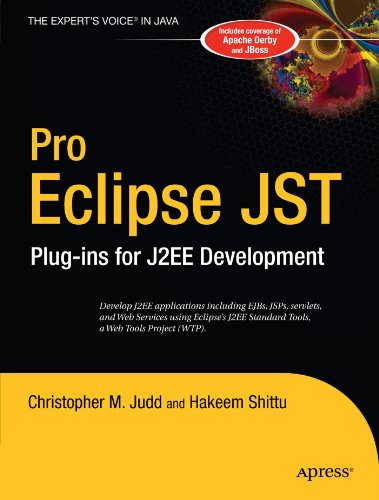 THE EXPERT'S VOICE® IN JAVA
Includes coverage of
Apache Derby
and JBoss
Pro
Eclipse JST
Plug-ins for J2EE Development
Develop J2EE applications including EJBs, JSPs, servlets,
and Web Services using Eclipse's J2EE Standard Tools,
a Web Tools Project (WTP).
Christopher M. Judd and Hakeem Shittu
Apress®